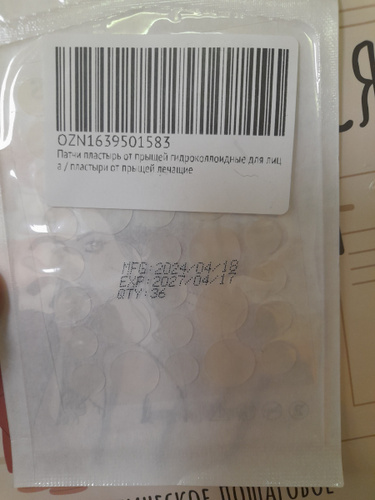 OZN1639501583
Патчи пластырь от прыщей гидроколлоидные для лиц
а / пластыри от прыщей лечащие
MFG:2024/04/18
EXP:2027/04/17
QTY:36
ПОШАГОВОЕ